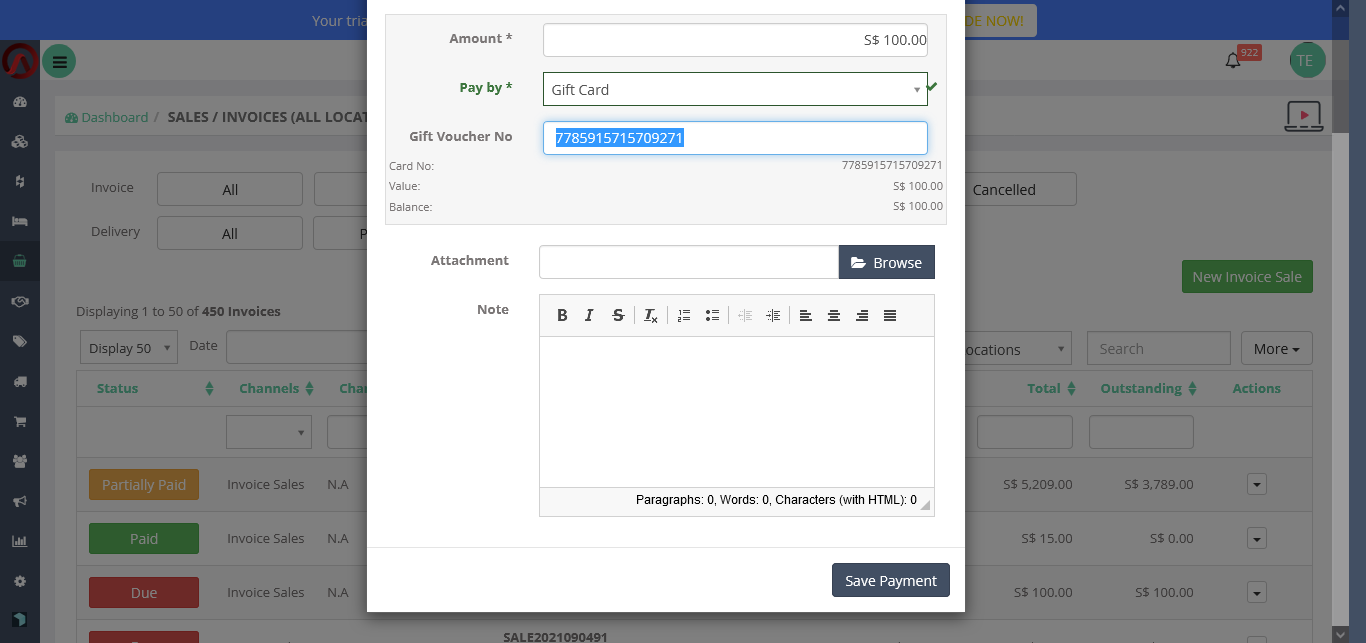 Your tria
DE NOW!
922
TE
Dashboard / SALES / INVOICES (ALL LOCAT
Invoice
All
Cancelled
Delivery
All
P
New Invoice Sale
Displaying 1 to 50 of 450 Invoices
Display 50
Date
ocations
Search
More
Status
Channels
Cha
Total
Outstanding
Actions
Partially Paid
Invoice Sales
N.A
S$ 5,209.00
S$ 3,789.00
Paid
Invoice Sales
N.A
S$ 15.00
S$ 0.00
Due
Invoice Sales
N.A
S$ 100.00
S$ 100.00
SALE2021090491
Amount *
S$ 100.00
Pay by *
Gift Card
Gift Voucher No
7785915715709271
Card No:
7785915715709271
Value:
S$ 100.00
Balance:
S$ 100.00
Attachment
Browse
Note
B I S Tx
Paragraphs: 0, Words: 0, Characters (with HTML): 0
Save Payment